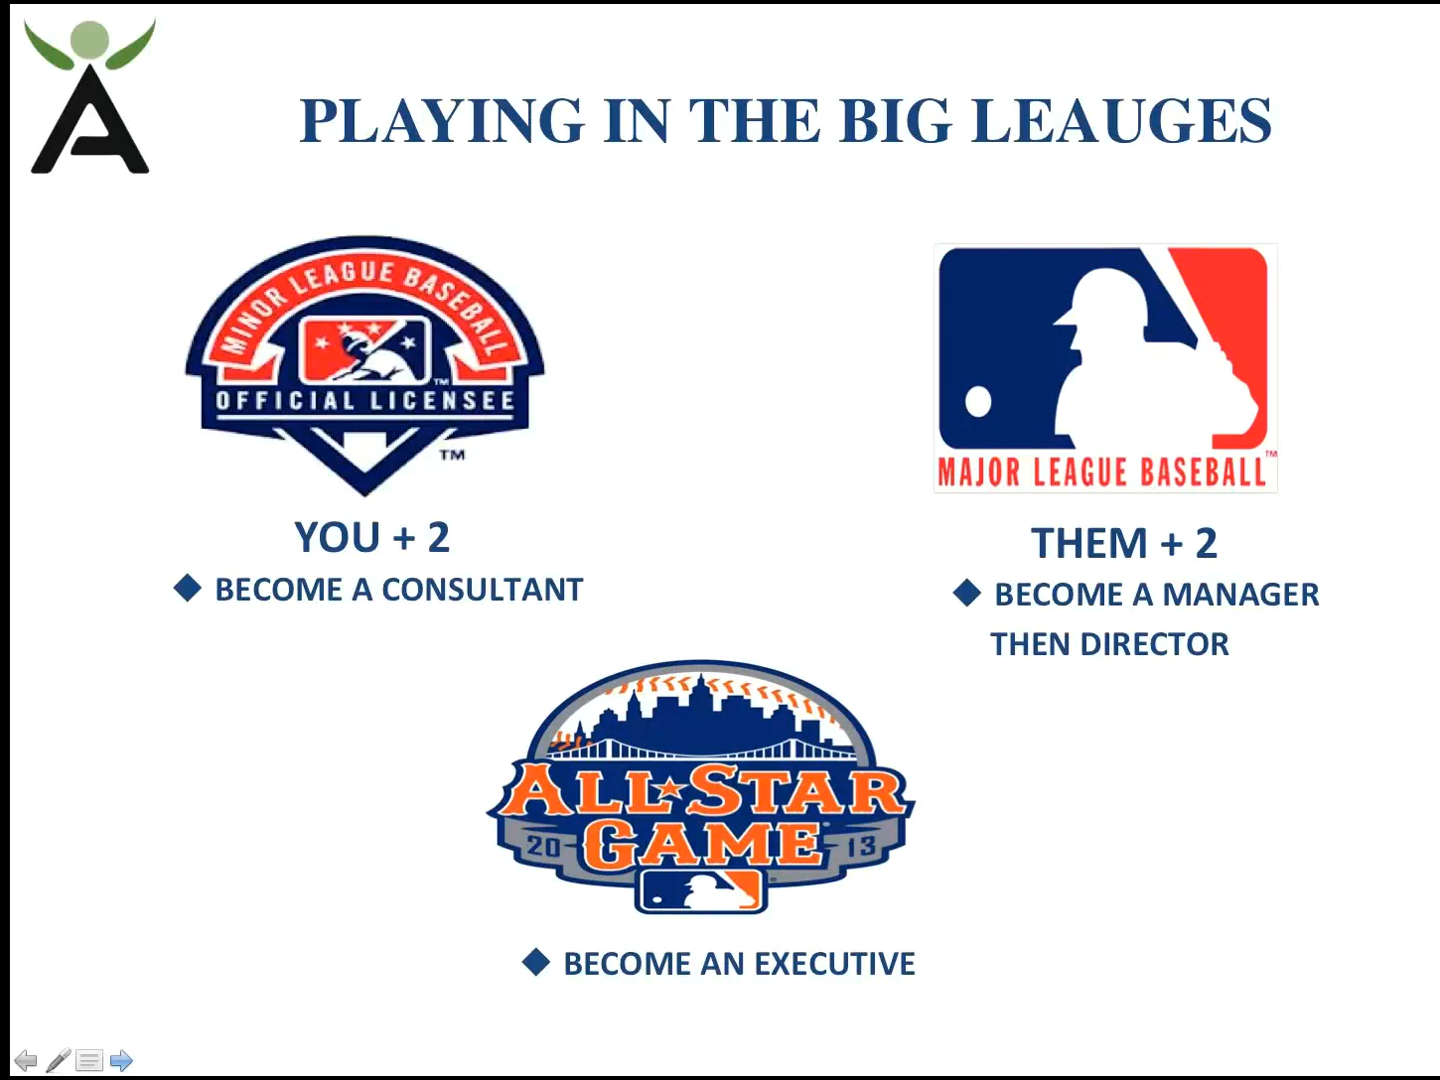 PLAYING IN THE BIG LEAUGES
MINOR LEAGUE BASEBALL
TM
OFFICIAL LICENSEE
TM
TM
MAJOR LEAGUE BASEBALL
YOU + 2
◆ BECOME A CONSULTANT
THEM + 2
◆ BECOME A MANAGER
THEN DIRECTOR
ALL★STAR
20 GAME 13
◆ BECOME AN EXECUTIVE